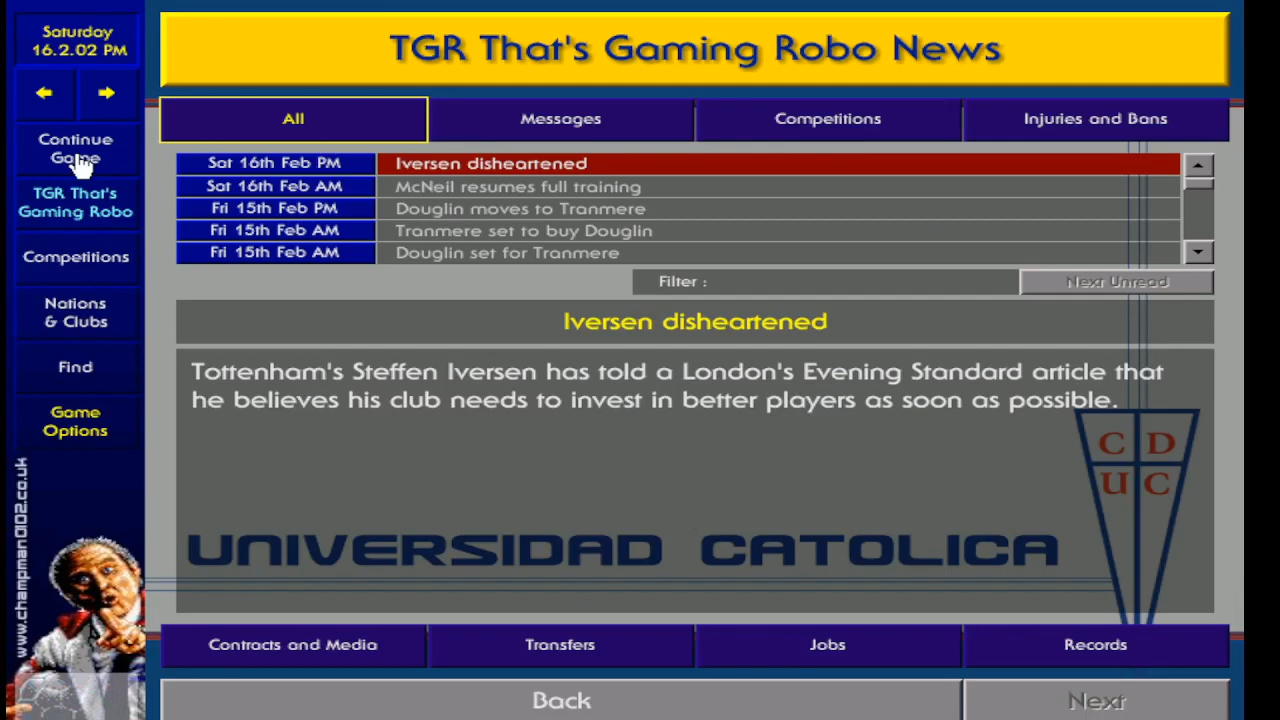 Saturday
16.2.02 PM
Continue
Game
TGR That's
Gaming Robo
Competitions
Nations
& Clubs
Find
Game
Options
www.champman0102.co.uk
TGR That's Gaming Robo News
All
Messages
Competitions
Injuries and Bans
Sat 16th Feb PM Iversen disheartened
Sat 16th Feb AM McNeil resumes full training
Fri 15th Feb PM Douglin moves to Tranmere
Fri 15th Feb AM Tranmere set to buy Douglin
Fri 15th Feb AM Douglin set for Tranmere
Filter :
Next Unread
Iversen disheartened
Tottenham's Steffen Iversen has told a London's Evening Standard article that
he believes his club needs to invest in better players as soon as possible.
C D
U C
UNIVERSIDAD CATOLICA
Contracts and Media
Transfers
Jobs
Records
Back
Next